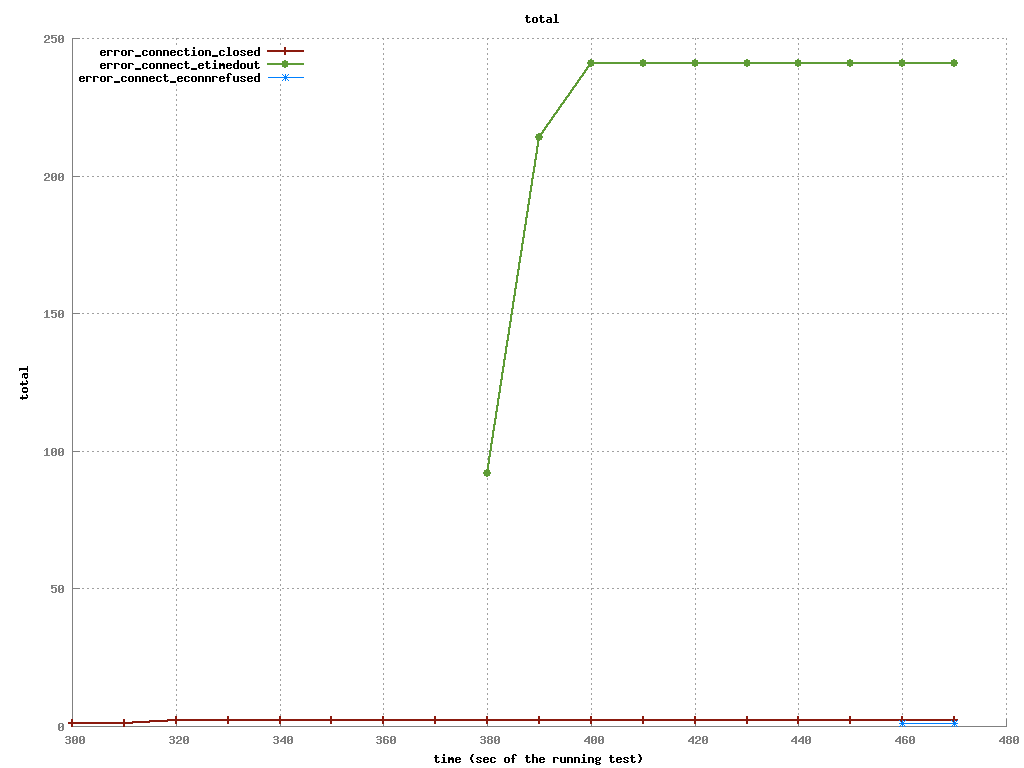 total
250
error_connection_closed
error_connect_etimedout
error_connect_econnrefused
200
150
total
100
50
0
300 320 340 360 380 400 420 440 460 480
time (sec of the running test)